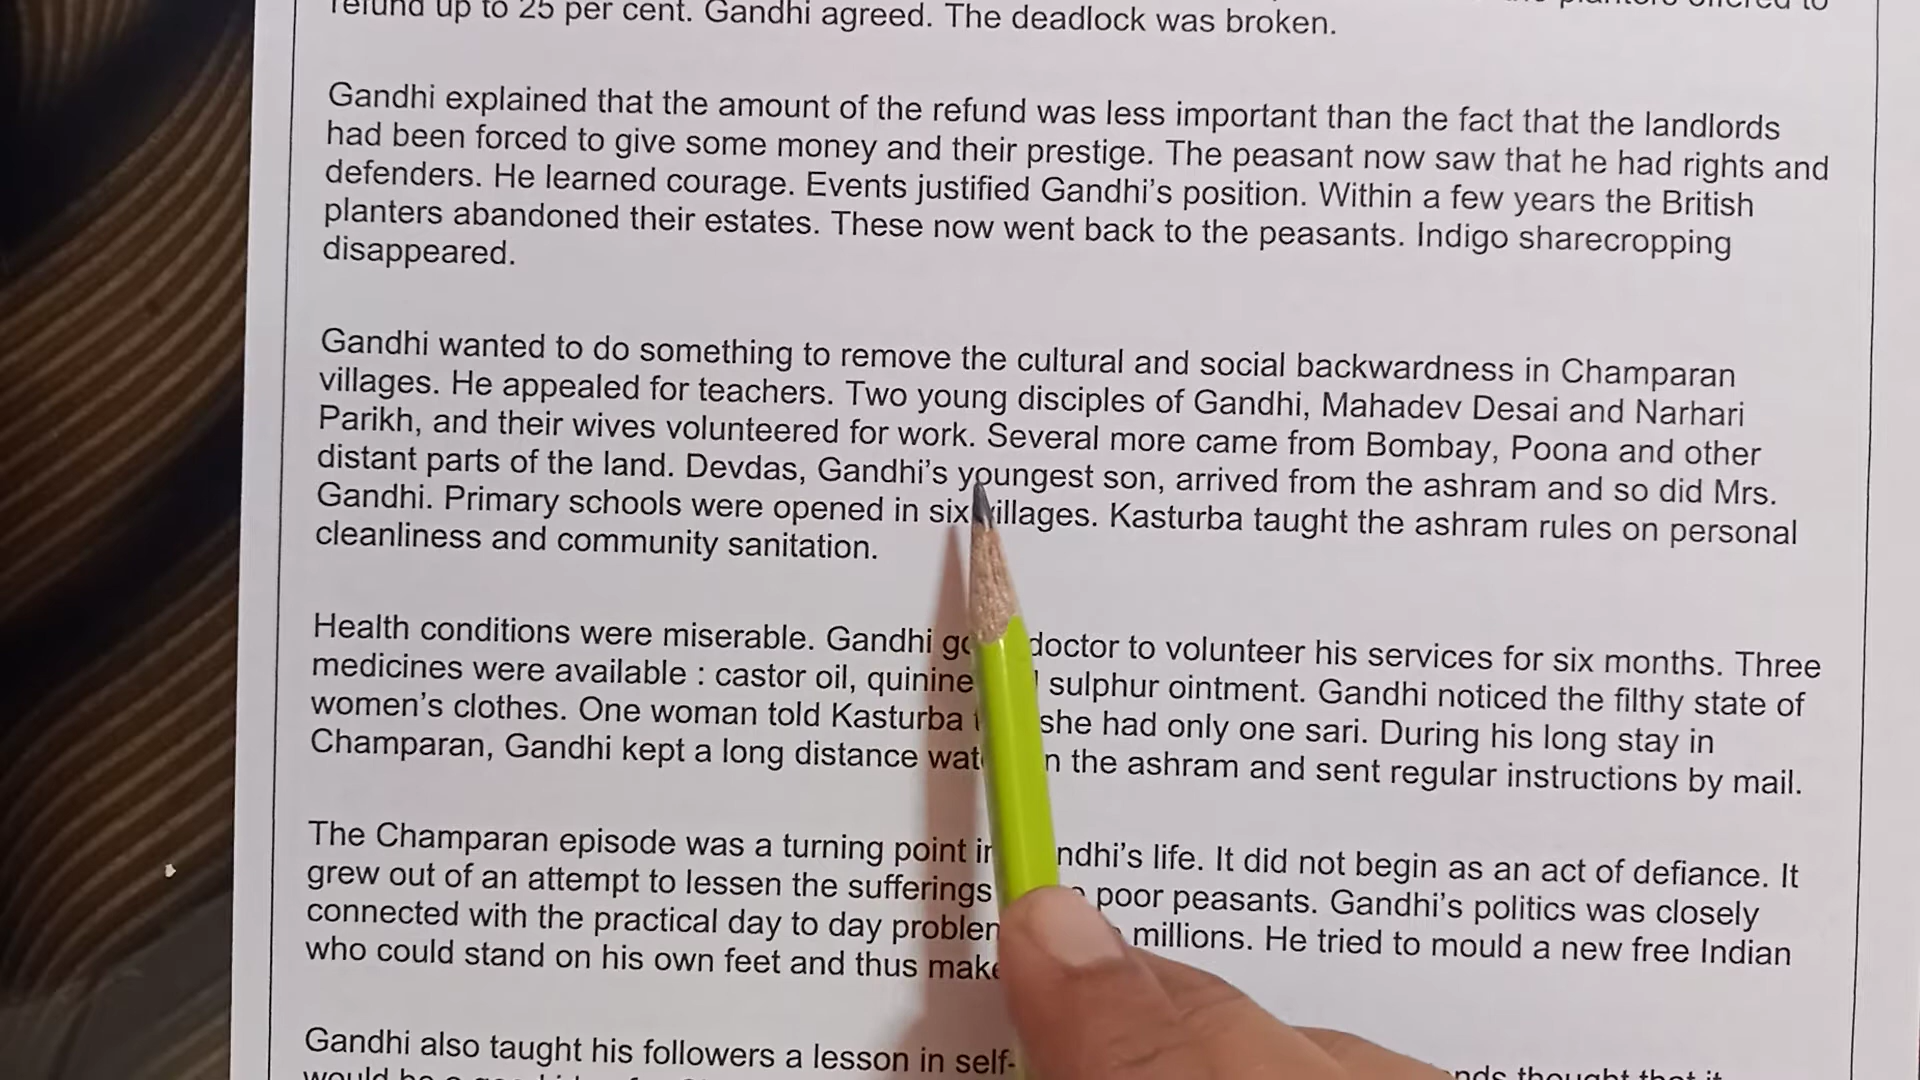 refund up to 25 per cent. Gandhi agreed. The deadlock was broken.
Gandhi explained that the amount of the refund was less important than the fact that the landlords
had been forced to give some money and their prestige. The peasant now saw that he had rights and
defenders. He learned courage. Events justified Gandhi’s position. Within a few years the British
planters abandoned their estates. These now went back to the peasants. Indigo sharecropping
disappeared.
Gandhi wanted to do something to remove the cultural and social backwardness in Champaran
villages. He appealed for teachers. Two young disciples of Gandhi, Mahadev Desai and Narhari
Parikh, and their wives volunteered for work. Several more came from Bombay, Poona and other
distant parts of the land. Devdas, Gandhi’s youngest son, arrived from the ashram and so did Mrs.
Gandhi. Primary schools were opened in six villages. Kasturba taught the ashram rules on personal
cleanliness and community sanitation.
Health conditions were miserable. Gandhi doctor to volunteer his services for six months. Three
medicines were available : castor oil, quinine sulphur ointment. Gandhi noticed the filthy state of
women’s clothes. One woman told Kasturba she had only one sari. During his long stay in
Champaran, Gandhi kept a long distance the ashram and sent regular instructions by mail.
The Champaran episode was a turning point in Gandhi’s life. It did not begin as an act of defiance. It
grew out of an attempt to lessen the sufferings poor peasants. Gandhi’s politics was closely
connected with the practical day to day millions. He tried to mould a new free Indian
who could stand on his own feet and thus make
Gandhi also taught his followers a lesson in self-
thought that it